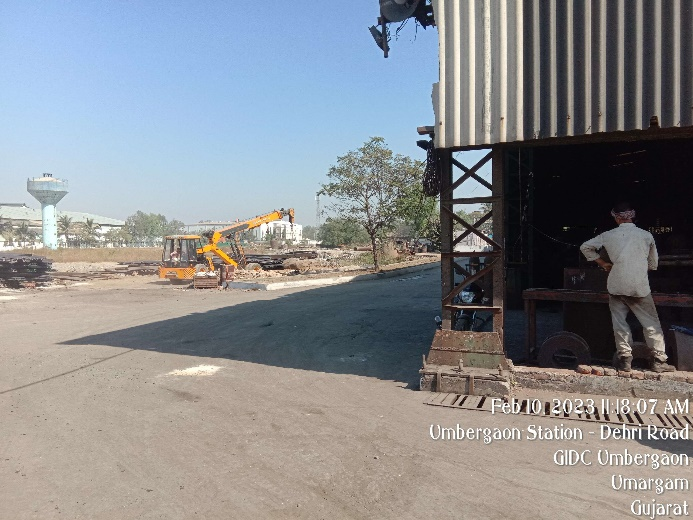 Feb 10, 2023 11:18:07 AM
Umbergaon Station - Dehri Road
GIDC Umbergaon
Umargam
Gujarat